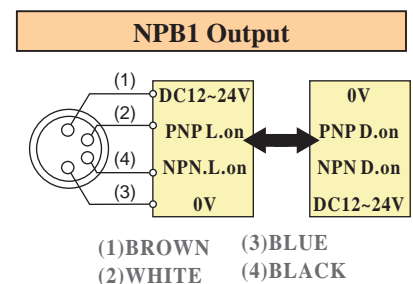 NPB1 Output
(1)
DC12~24V
0V
(2)
PNP L.on
PNP D.on
(4)
NPN.L.on
NPN D.on
(3)
0V
DC12~24V
(1)BROWN (3)BLUE
(2)WHITE (4)BLACK